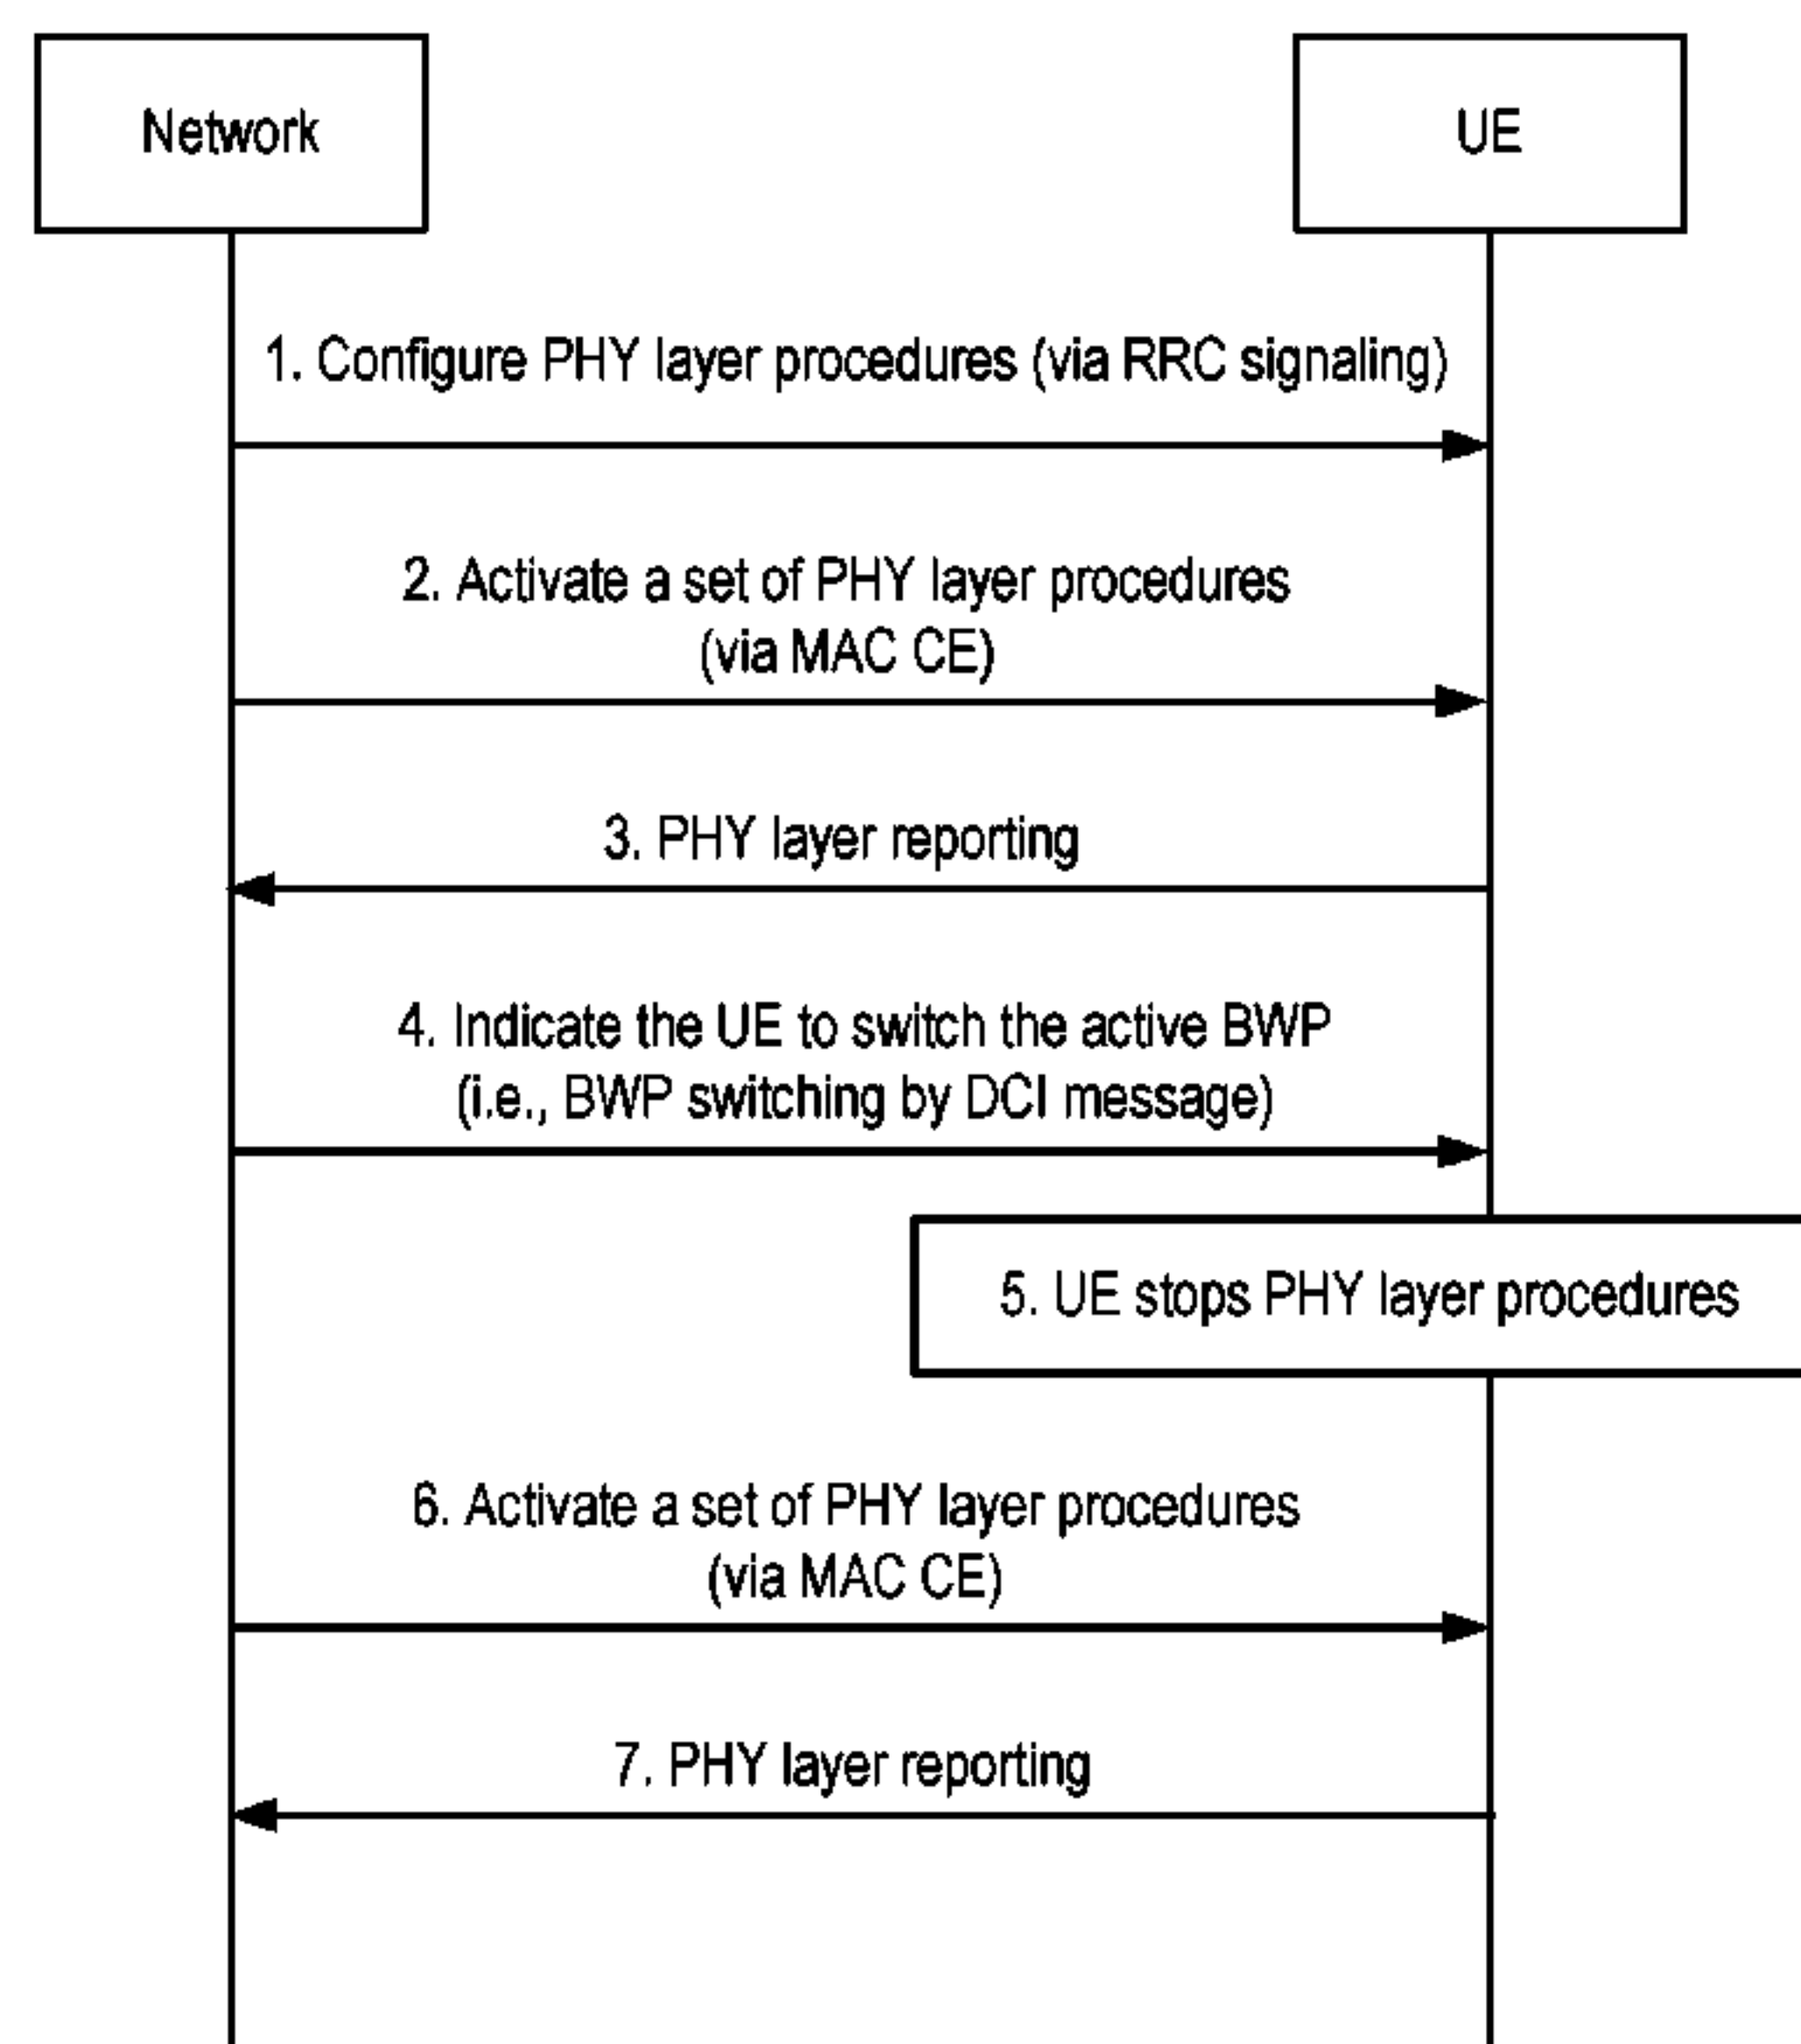 Network
UE
1. Configure PHY layer procedures (via RRC signaling)
2. Activate a set of PHY layer procedures
(via MAC CE)
3. PHY layer reporting
4. Indicate the UE to switch the active BWP
(i.e., BWP switching by DCI message)
5. UE stops PHY layer procedures
6. Activate a set of PHY layer procedures
(via MAC CE)
7. PHY layer reporting